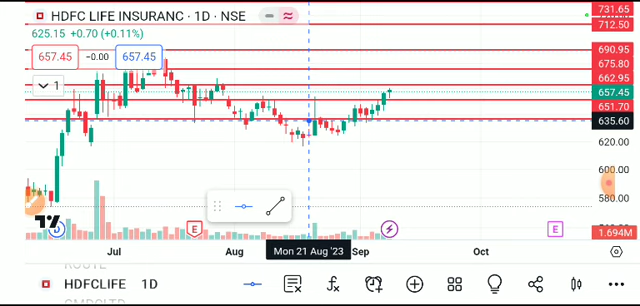 HDFC LIFE INSURANC · 1D · NSE
625.15 +0.70 (+0.11%)
657.45 −0.00 657.45
1
731.65
712.50
690.95
675.80
662.95
657.45
651.70
635.60
620.00
600.00
580.00
1.694M
E
E
Jul Aug Mon 21 Aug '23 Sep Oct
HDFCLIFE 1D